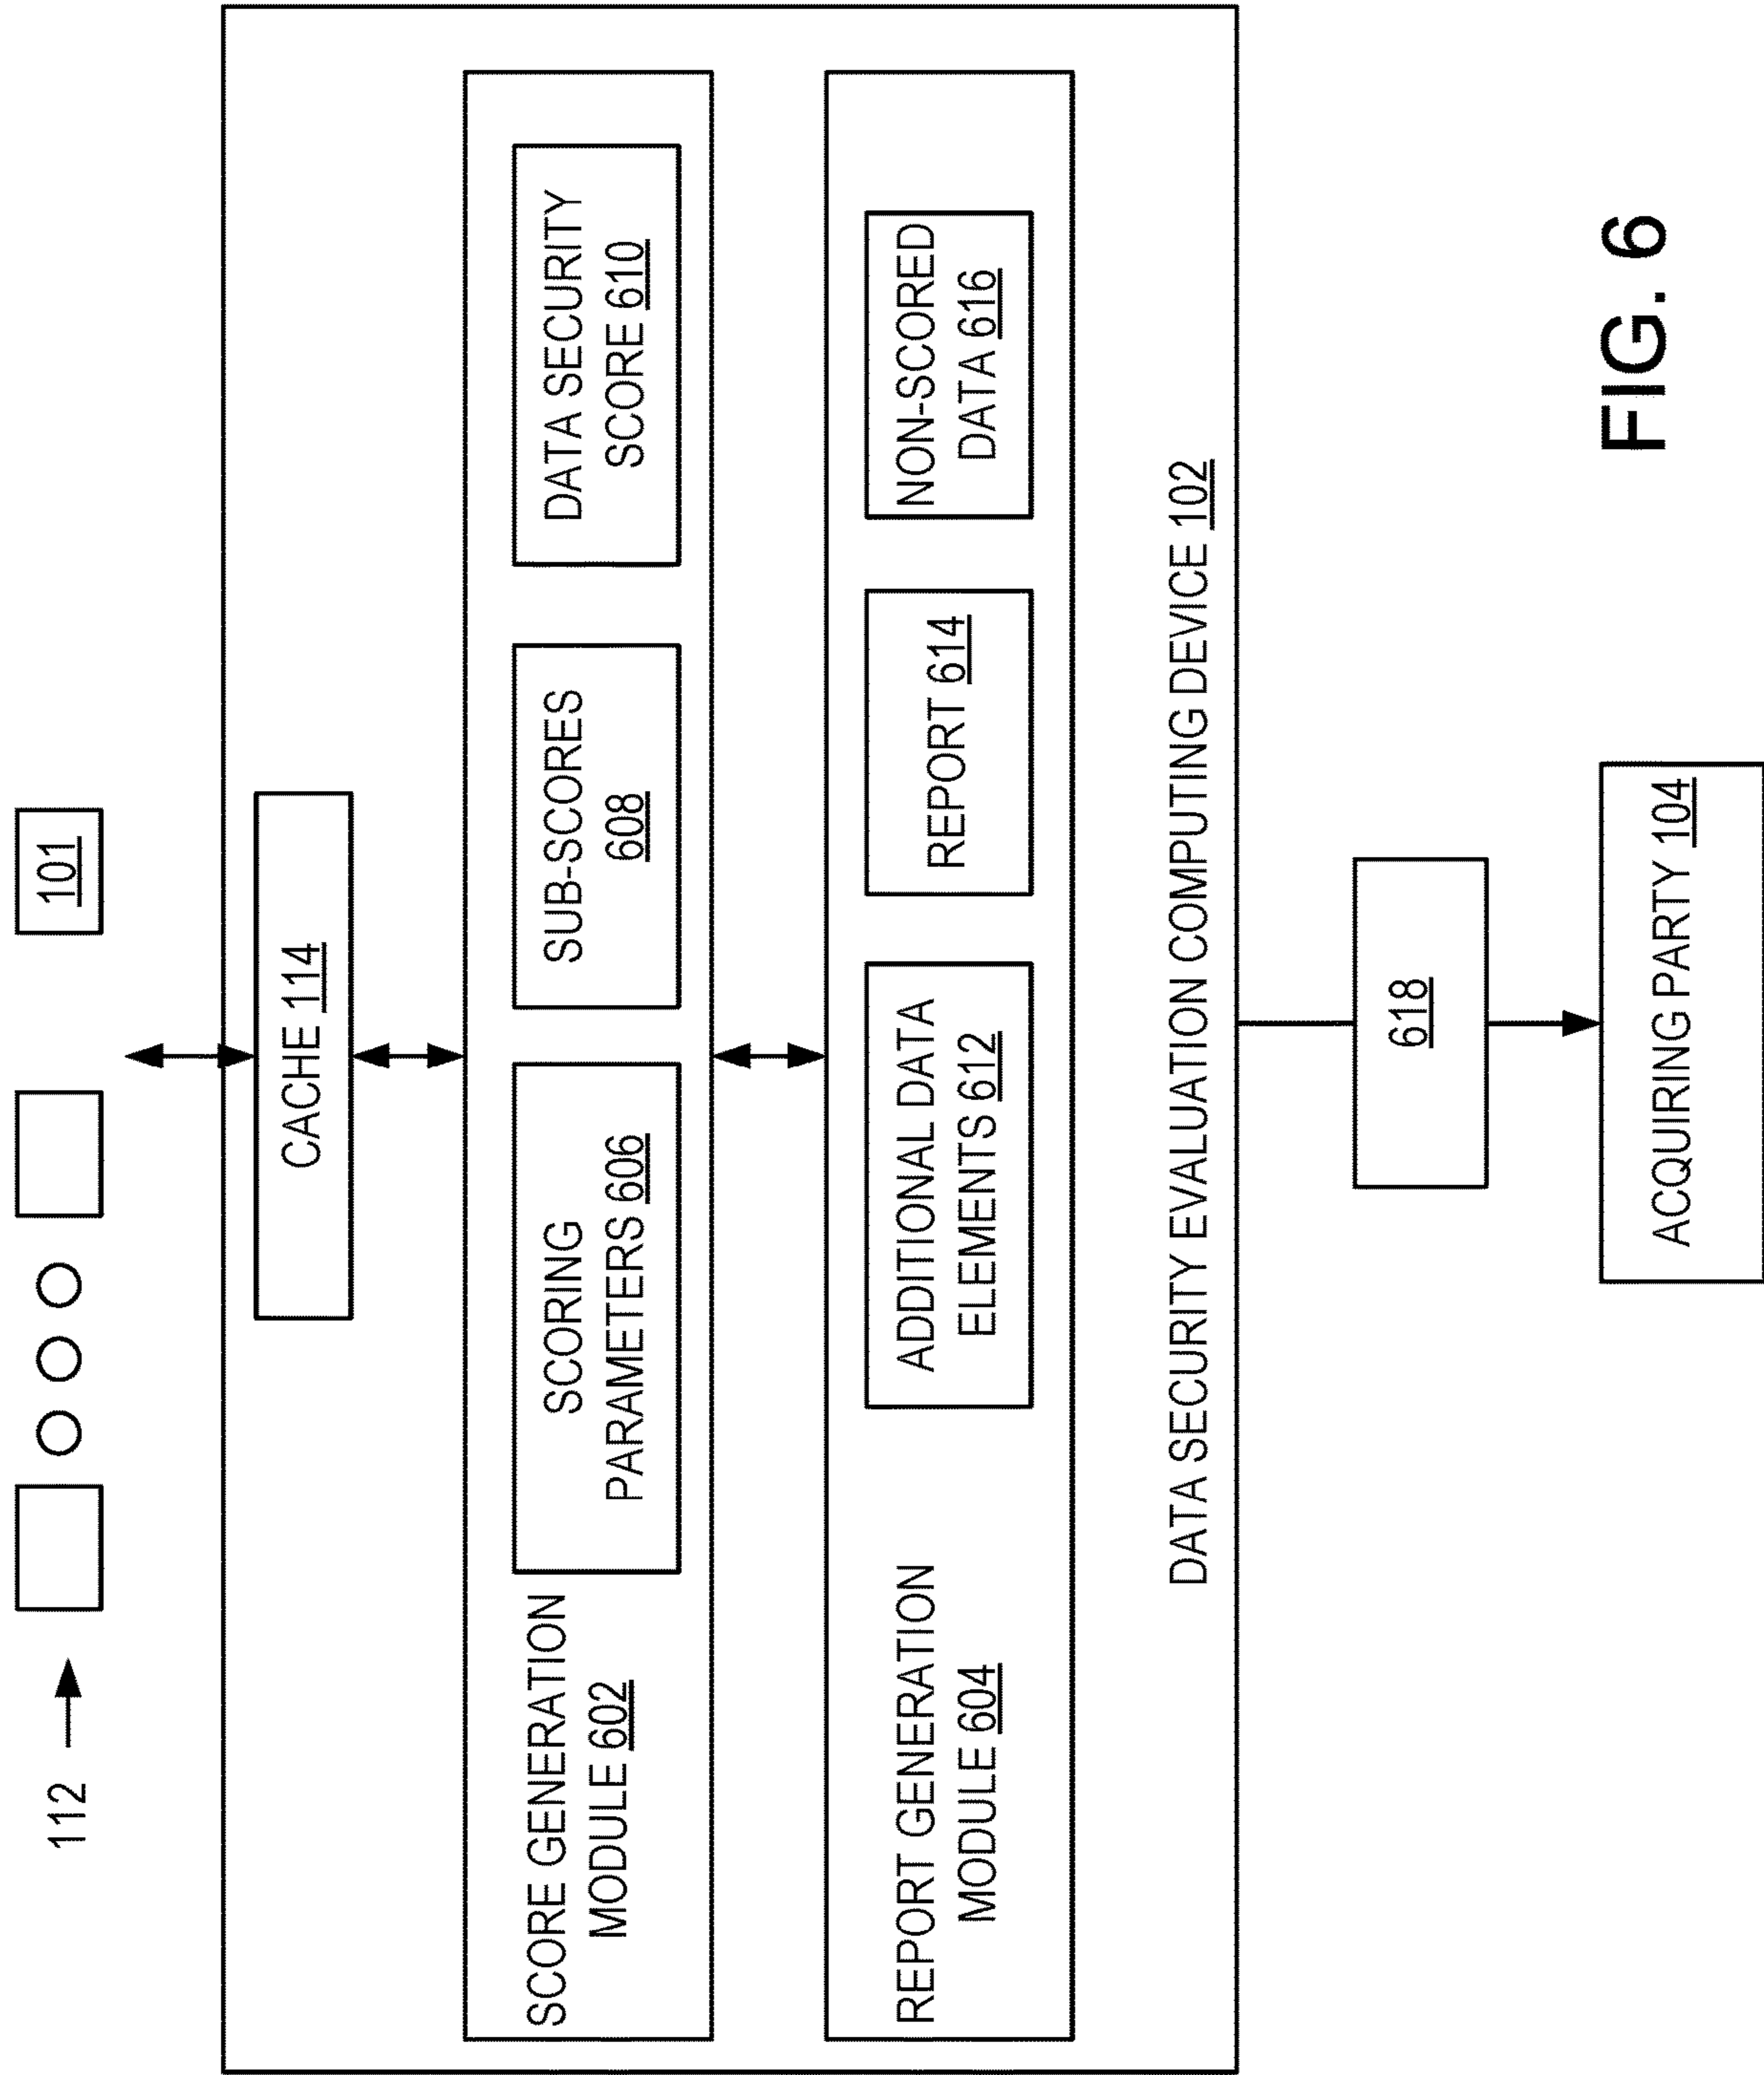 112
101
CACHE 114
SCORE GENERATION
MODULE 602
SCORING
PARAMETERS 606
SUB-SCORES
608
DATA SECURITY
SCORE 610
REPORT GENERATION
MODULE 604
ADDITIONAL DATA
ELEMENTS 612
REPORT 614
NON-SCORED
DATA 616
DATA SECURITY EVALUATION COMPUTING DEVICE 102
618
ACQUIRING PARTY 104
FIG. 6